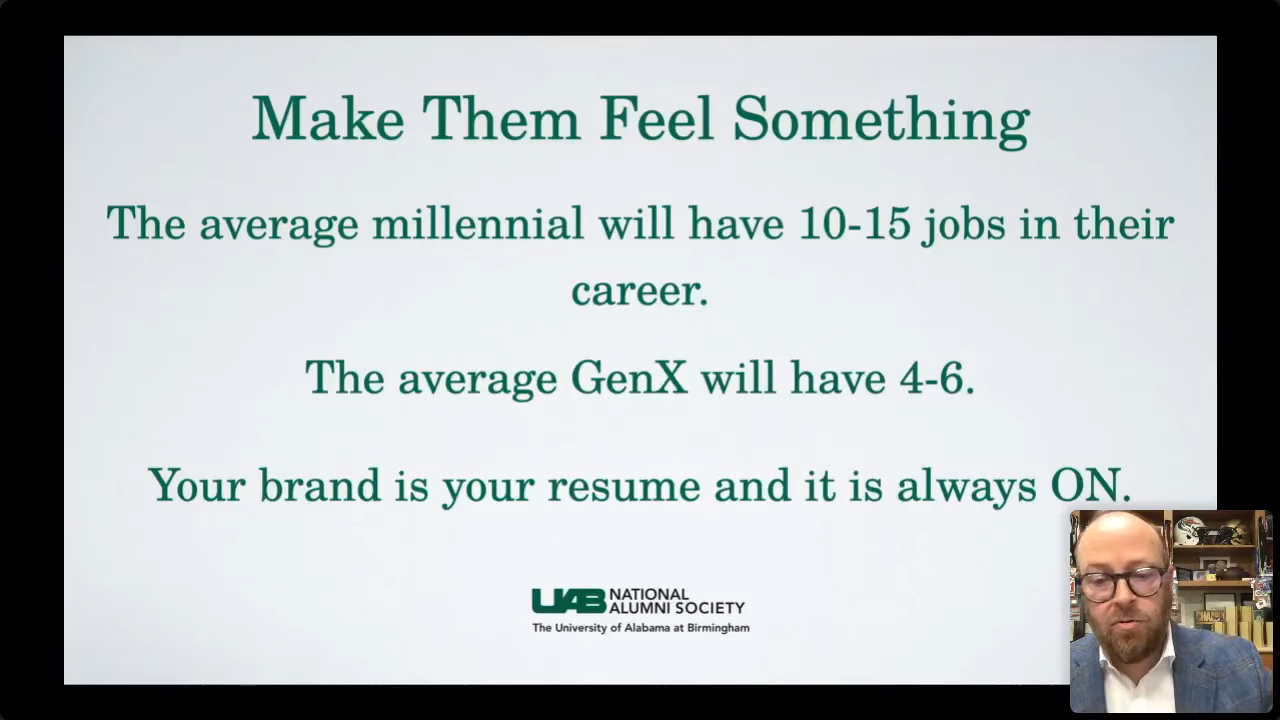 Make Them Feel Something
The average millennial will have 10-15 jobs in their
career.
The average GenX will have 4-6.
Your brand is your resume and it is always ON.
UAB NATIONAL
ALUMNI SOCIETY
The University of Alabama at Birmingham